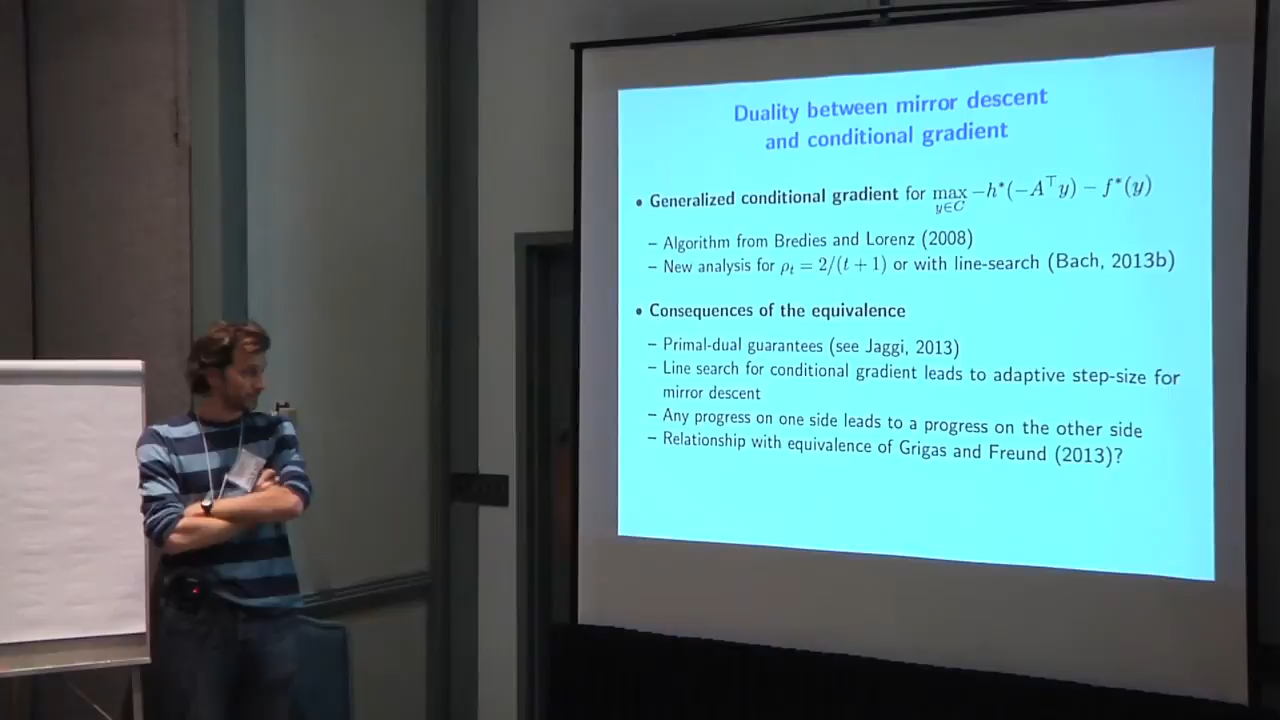 Duality between mirror descent
and conditional gradient
• Generalized conditional gradient for max_{y∈C} −h*(−A⊤y) − f*(y)
– Algorithm from Bredies and Lorenz (2008)
– New analysis for ρ_t = 2/(t + 1) or with line-search (Bach, 2013b)
• Consequences of the equivalence
– Primal-dual guarantees (see Jaggi, 2013)
– Line search for conditional gradient leads to adaptive step-size for
mirror descent
– Any progress on one side leads to a progress on the other side
– Relationship with equivalence of Grigas and Freund (2013)?